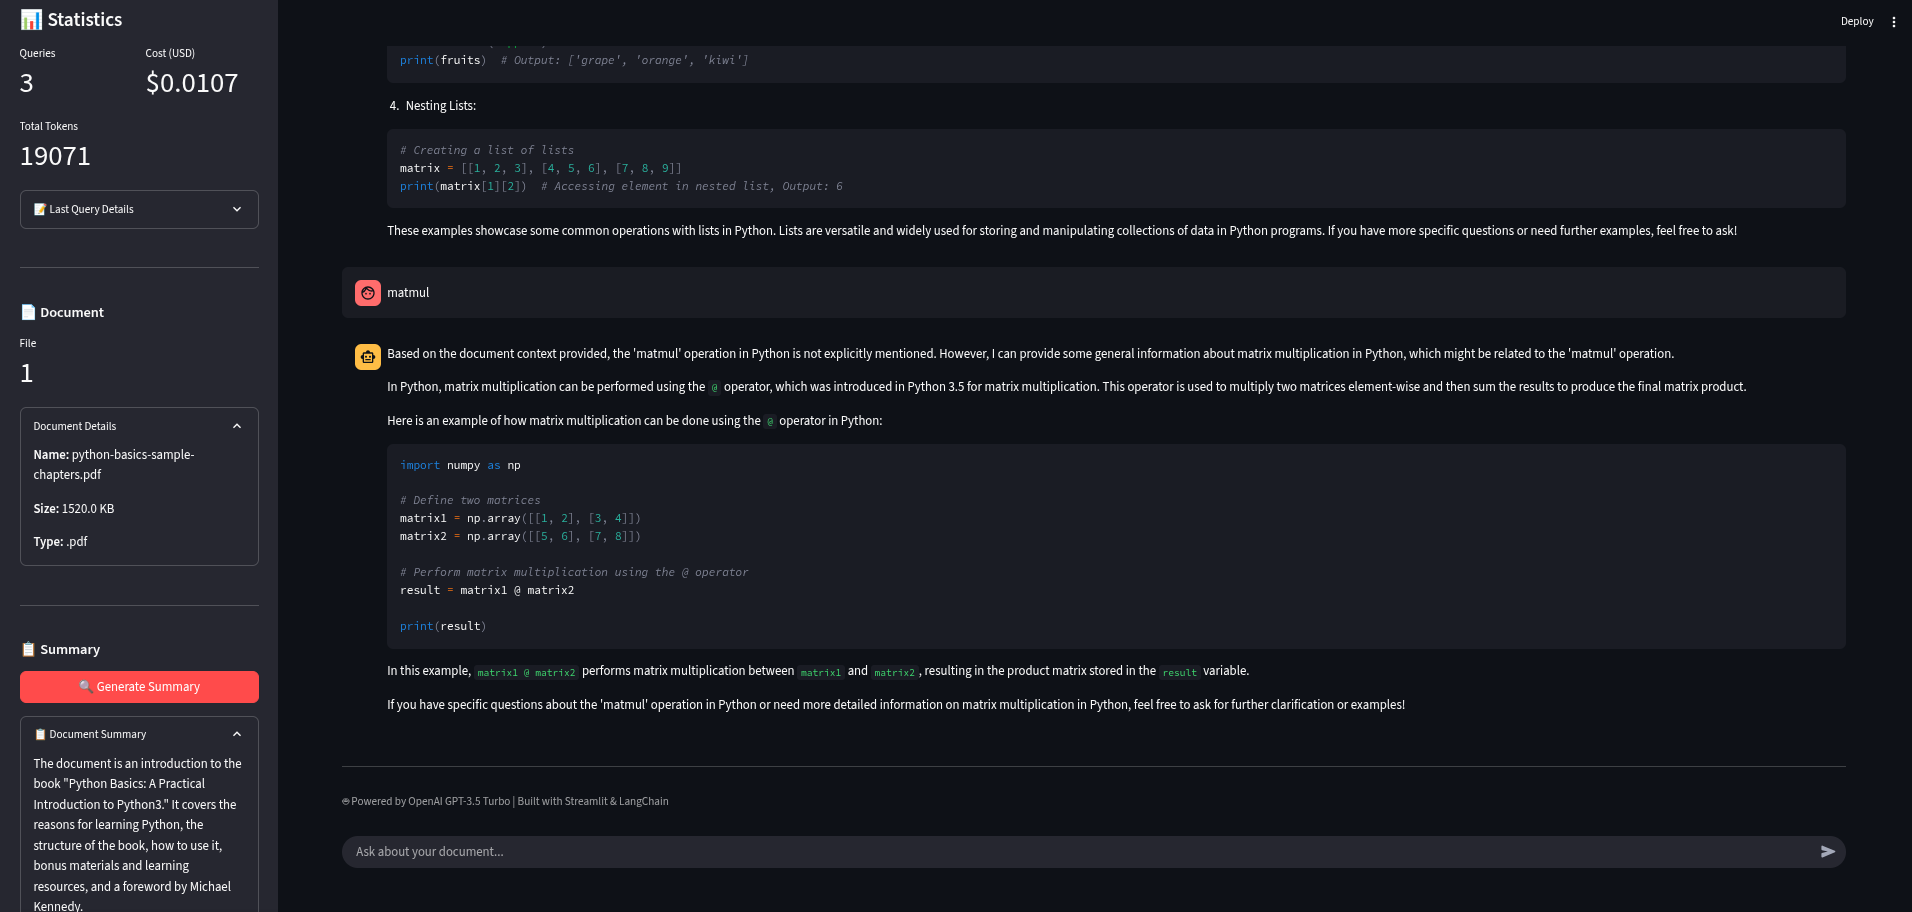 📊 Statistics
Queries
3
Cost (USD)
$0.0107
Total Tokens
19071
📝 Last Query Details
📄 Document
File
1
Document Details
Name: python-basics-sample-
chapters.pdf
Size: 1520.0 KB
Type: .pdf
📋 Summary
🔍 Generate Summary
📋 Document Summary
The document is an introduction to the
book "Python Basics: A Practical
Introduction to Python3." It covers the
reasons for learning Python, the
structure of the book, how to use it,
bonus materials and learning
resources, and a foreword by Michael
Kennedy.
Deploy
print(fruits)  # Output: ['grape', 'orange', 'kiwi']
4. Nesting Lists:
# Creating a list of lists
matrix = [[1, 2, 3], [4, 5, 6], [7, 8, 9]]
print(matrix[1][2])  # Accessing element in nested list, Output: 6
These examples showcase some common operations with lists in Python. Lists are versatile and widely used for storing and manipulating collections of data in Python programs. If you have more specific questions or need further examples, feel free to ask!
matmul
Based on the document context provided, the 'matmul' operation in Python is not explicitly mentioned. However, I can provide some general information about matrix multiplication in Python, which might be related to the 'matmul' operation.
In Python, matrix multiplication can be performed using the @ operator, which was introduced in Python 3.5 for matrix multiplication. This operator is used to multiply two matrices element-wise and then sum the results to produce the final matrix product.
Here is an example of how matrix multiplication can be done using the @ operator in Python:
import numpy as np
# Define two matrices
matrix1 = np.array([[1, 2], [3, 4]])
matrix2 = np.array([[5, 6], [7, 8]])
# Perform matrix multiplication using the @ operator
result = matrix1 @ matrix2
print(result)
In this example, matrix1 @ matrix2 performs matrix multiplication between matrix1 and matrix2, resulting in the product matrix stored in the result variable.
If you have specific questions about the 'matmul' operation in Python or need more detailed information on matrix multiplication in Python, feel free to ask for further clarification or examples!
Powered by OpenAI GPT-3.5 Turbo | Built with Streamlit & LangChain
Ask about your document...